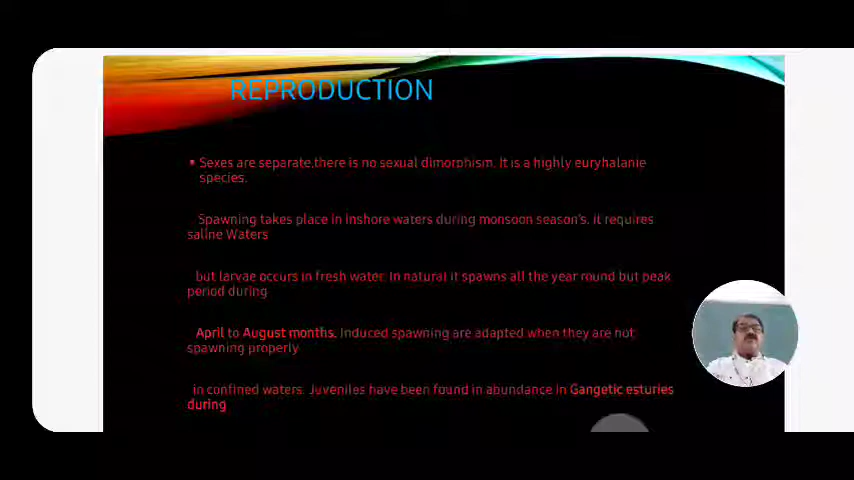 REPRODUCTION
▪ Sexes are separate,there is no sexual dimorphism. It is a highly euryhalanie
species.
Spawning takes place in inshore waters during monsoon season's. it requires
saline Waters
but larvae occurs in fresh water. In natural it spawns all the year round but peak
period during
April to August months. Induced spawning are adapted when they are not
spawning properly
in confined waters. Juveniles have been found in abundance in Gangetic esturies
during